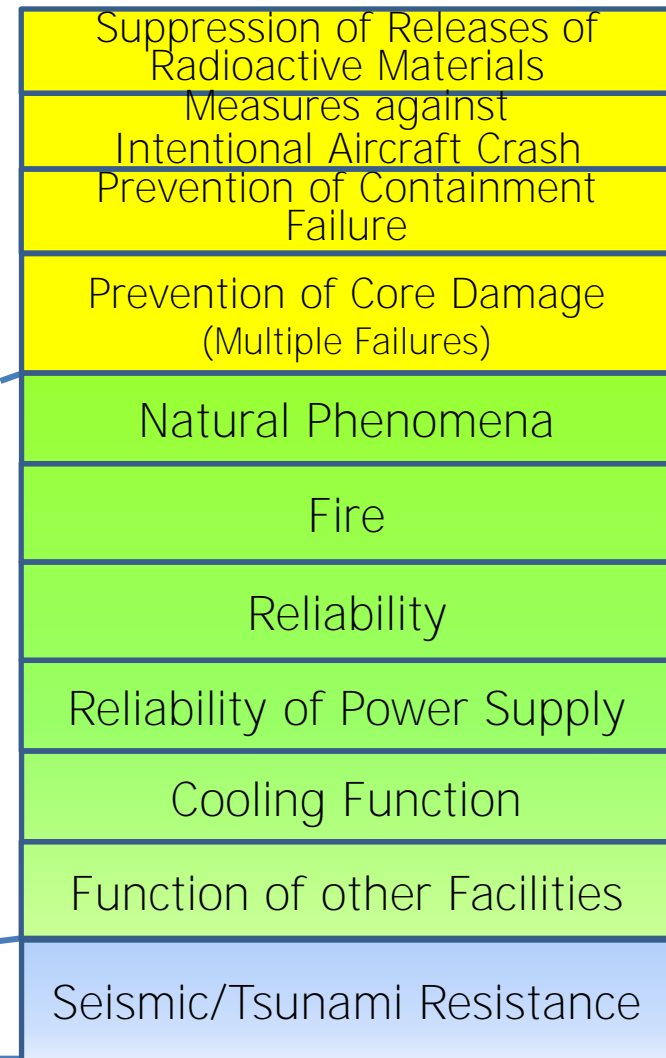 Suppression of Releases of
Radioactive Materials
Measures against
Intentional Aircraft Crash
Prevention of Containment
Failure
Prevention of Core Damage
(Multiple Failures)
Natural Phenomena
Fire
Reliability
Reliability of Power Supply
Cooling Function
Function of other Facilities
Seismic/Tsunami Resistance